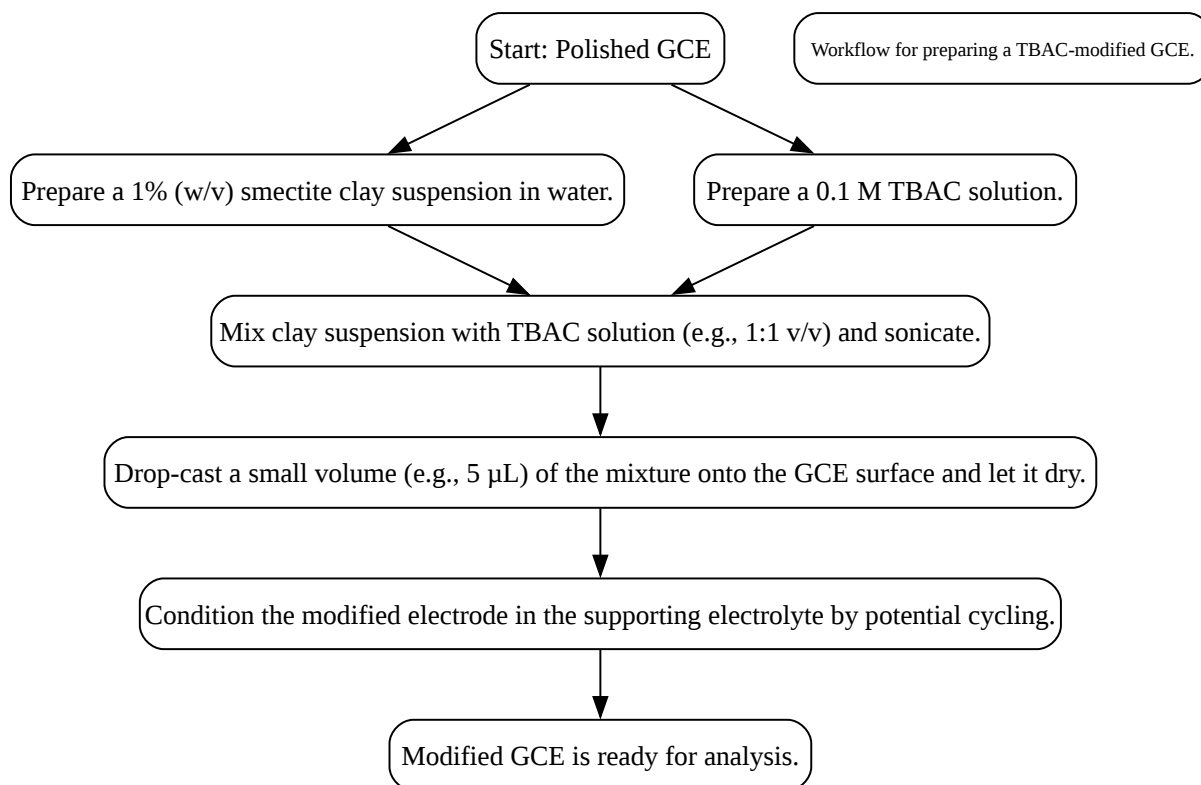 Start: Polished GCE
Workflow for preparing a TBAC-modified GCE.
Prepare a 1% (w/v) smectite clay suspension in water.
Prepare a 0.1 M TBAC solution.
Mix clay suspension with TBAC solution (e.g., 1:1 v/v) and sonicate.
Drop-cast a small volume (e.g., 5 µL) of the mixture onto the GCE surface and let it dry.
Condition the modified electrode in the supporting electrolyte by potential cycling.
Modified GCE is ready for analysis.